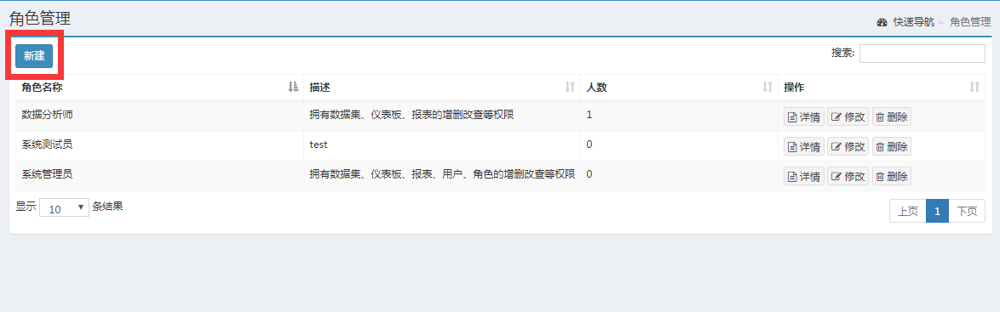 角色管理
快速导航 > 角色管理
新建
搜索:
角色名称 描述 人数 操作
数据分析师 拥有数据集、仪表板、报表的增删改查等权限 1 详情 修改 删除
系统测试员 test 0 详情 修改 删除
系统管理员 拥有数据集、仪表板、报表、用户、角色的增删改查等权限 0 详情 修改 删除
显示 10 条结果
上页 1 下页